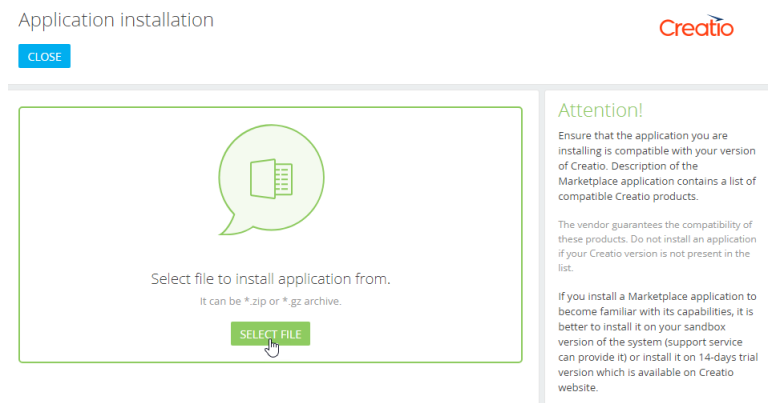 Application installation
Creatio
CLOSE
Select file to install application from.
It can be *.zip or *.gz archive.
SELECT FILE
Attention!
Ensure that the application you are
installing is compatible with your version
of Creatio. Description of the
Marketplace application contains a list of
compatible Creatio products.
The vendor guarantees the compatibility of
these products. Do not install an application
if your Creatio version is not present in the
list.
If you install a Marketplace application to
become familiar with its capabilities, it is
better to install it on your sandbox
version of the system (support service
can provide it) or install it on 14-days trial
version which is available on Creatio
website.